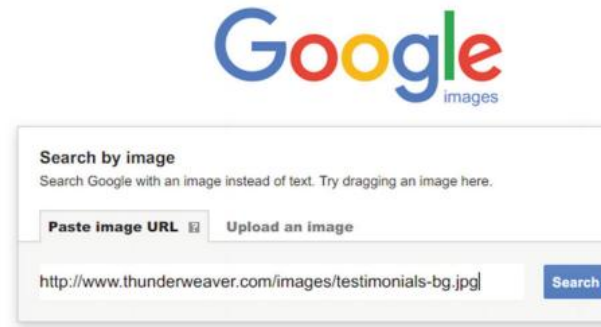 Google
images
Search by image
Search Google with an image instead of text. Try dragging an image here.
Paste image URL Upload an image
http://www.thunderweaver.com/images/testimonials-bg.jpg Search